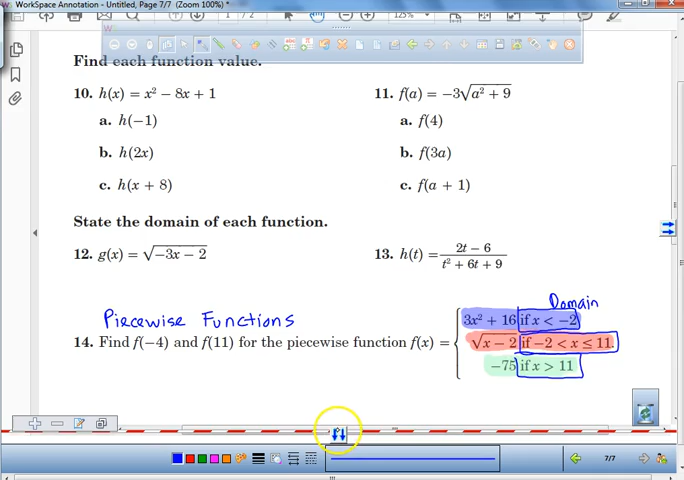 WorkSpace Annotation - Untitled, Page 7/7 (Zoom 100%) *
1 / 2 125%
Find each function value.
10. h(x) = x² − 8x + 1
a. h(−1)
b. h(2x)
c. h(x + 8)
11. f(a) = −3√(a² + 9)
a. f(4)
b. f(3a)
c. f(a + 1)
State the domain of each function.
12. g(x) = √(−3x − 2)
13. h(t) = (2t − 6)/(t² + 6t + 9)
Piecewise Functions
Domain
14. Find f(−4) and f(11) for the piecewise function f(x) =
3x² + 16 if x < −2
√x − 2 if −2 < x ≤ 11.
−75 if x > 11
7/7